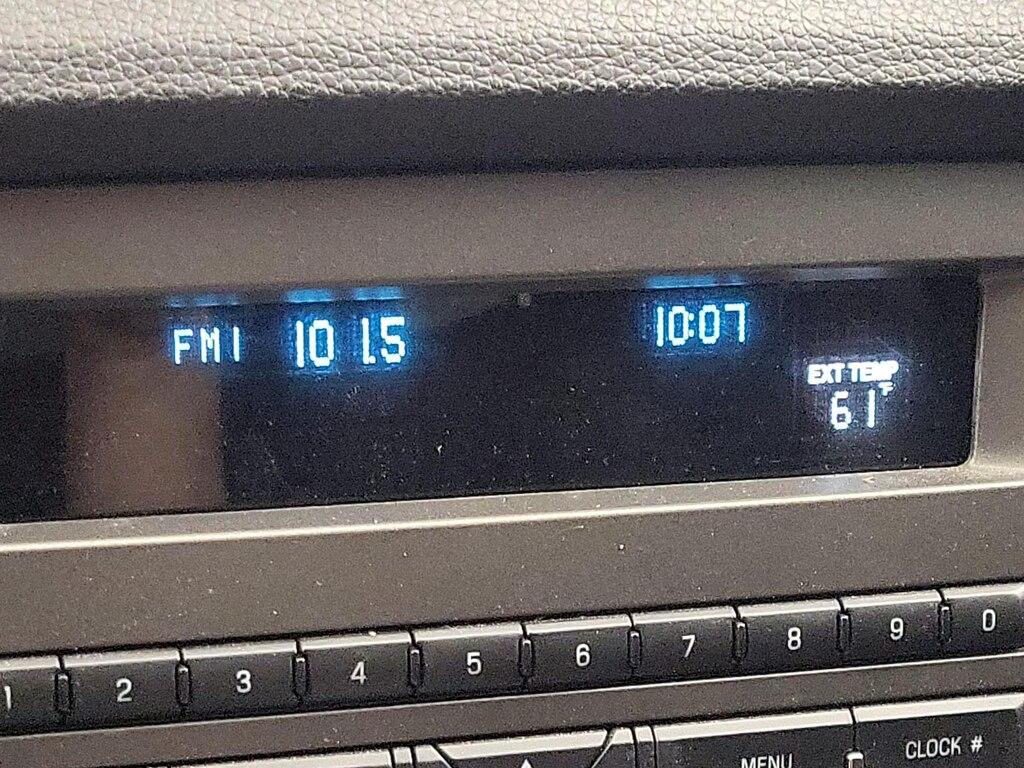 FM1 101.5 10:07
EXT TEMP
61°F
1 2 3 4 5 6 7 8 9 0
MENU CLOCK #